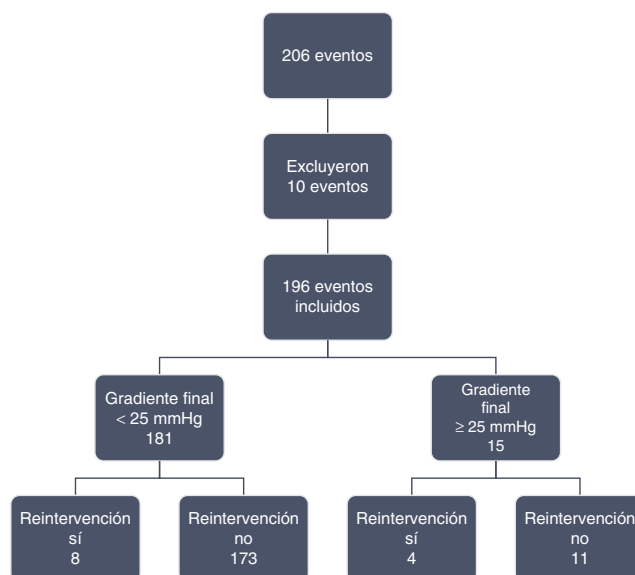 206 eventos
Excluyeron
10 eventos
196 eventos
incluidos
Gradiente final
< 25 mmHg
181
Gradiente
final
≥ 25 mmHg
15
Reintervención
sí
8
Reintervención
no
173
Reintervención
sí
4
Reintervención
no
11